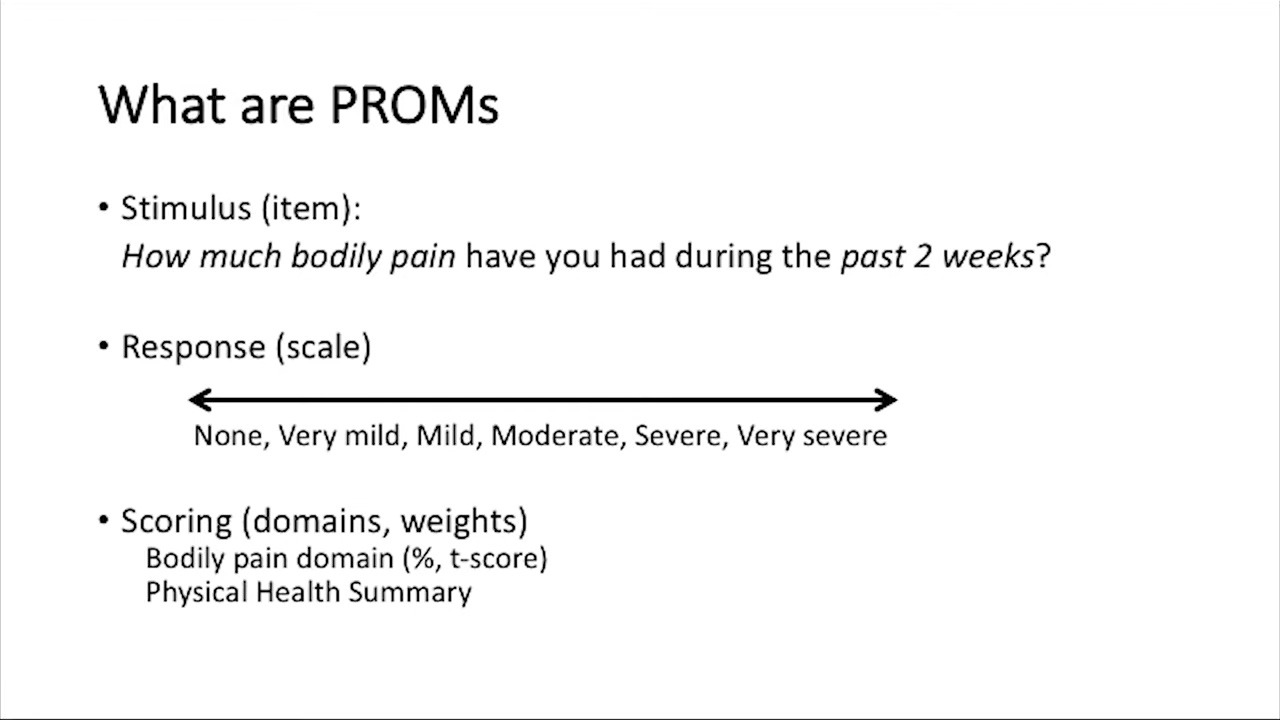 What are PROMs
• Stimulus (item):
How much bodily pain have you had during the past 2 weeks?
• Response (scale)
None, Very mild, Mild, Moderate, Severe, Very severe
• Scoring (domains, weights)
Bodily pain domain (%, t-score)
Physical Health Summary